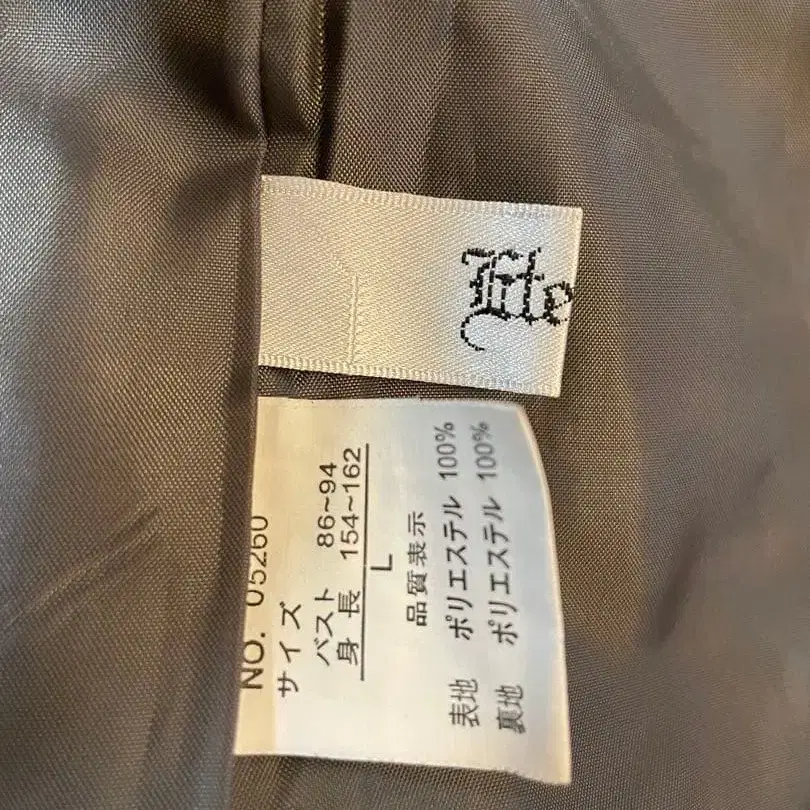 Ete
NO. 05260
サイズ
バスト 86~94
身長 154~162
L
品質表示
表地 ポリエステル 100%
裏地 ポリエステル 100%